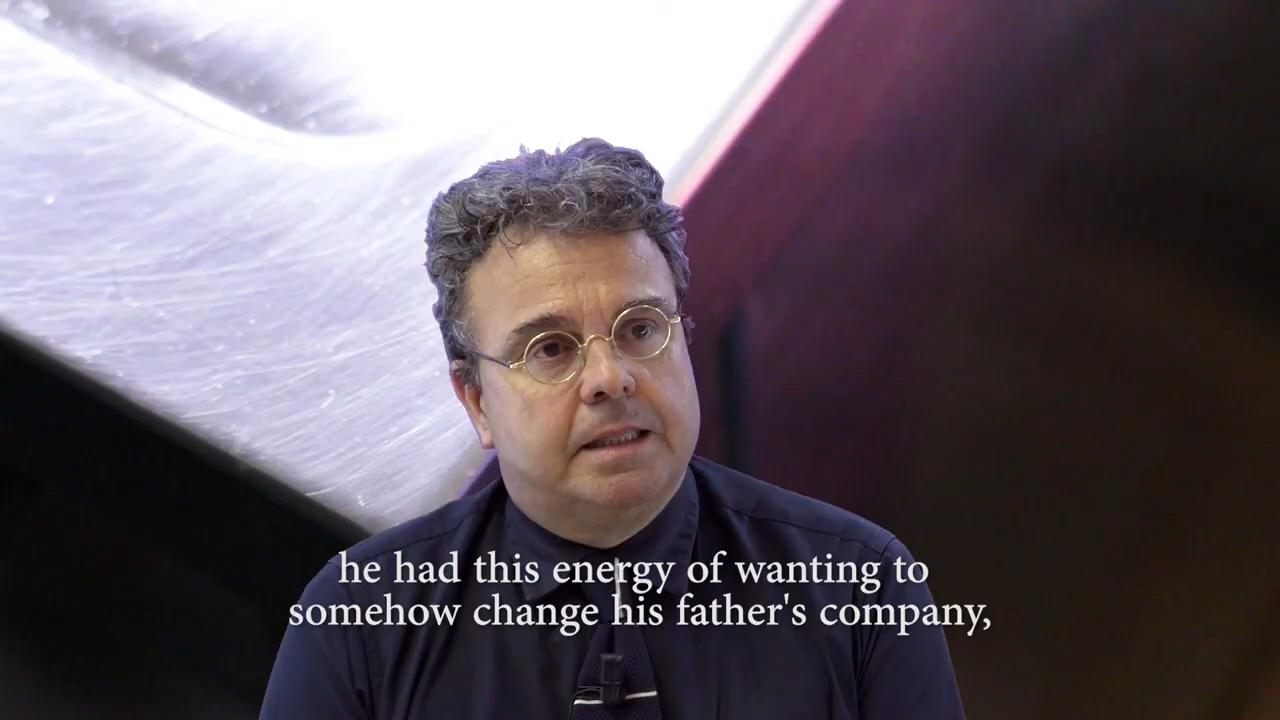 he had this energy of wanting to
somehow change his father's company,